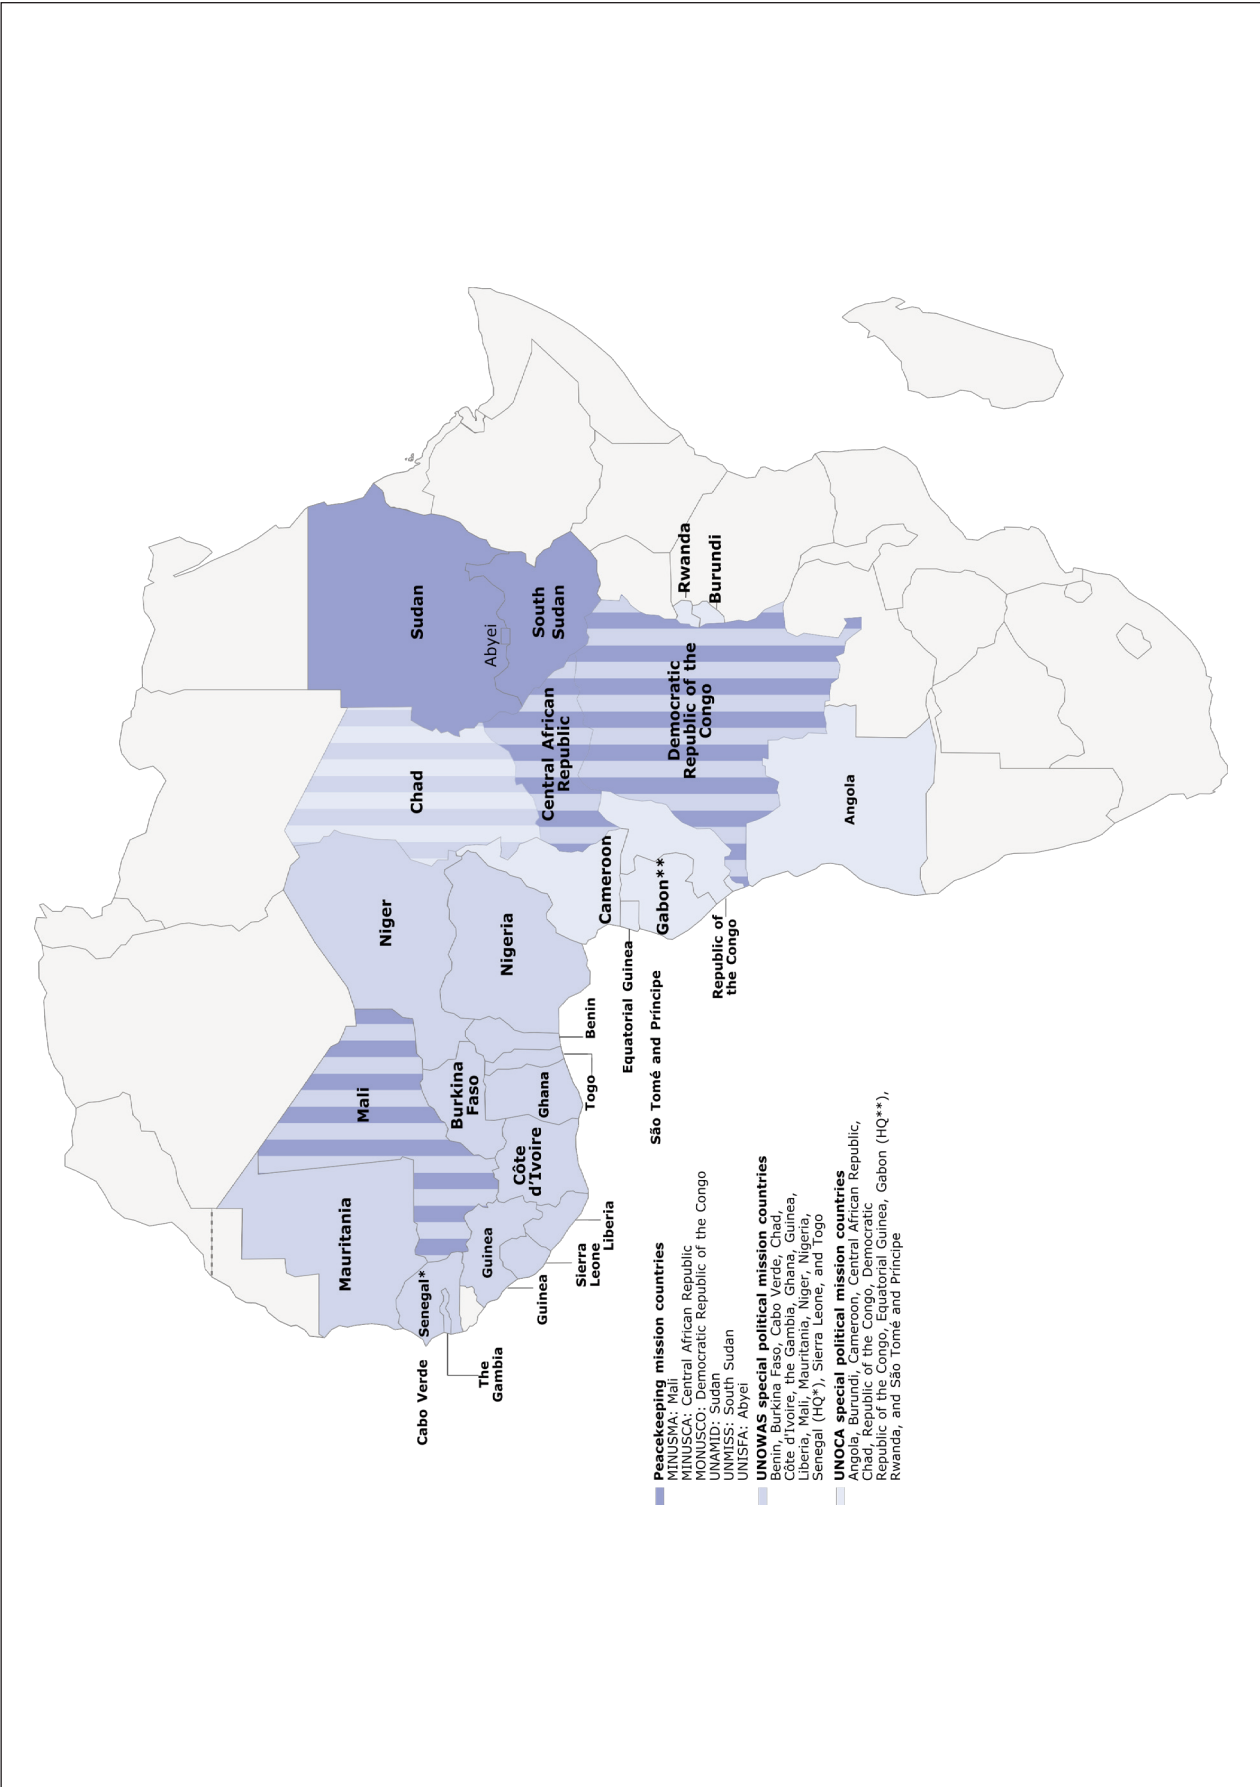 Mauritania
Mali
Niger
Chad
Sudan
Abyei
South
Sudan
Cabo Verde
Senegal*
The
Gambia
Guinea
Guinea
Sierra
Leone
Liberia
Côte
d'Ivoire
Burkina
Faso
Ghana
Togo
Benin
Nigeria
Cameroon
Central African
Republic
Equatorial Guinea
São Tomé and Príncipe
Gabon**
Republic of
the Congo
Democratic
Republic of the
Congo
Rwanda
Burundi
Angola
Peacekeeping mission countries
MINUSMA: Mali
MINUSCA: Central African Republic
MONUSCO: Democratic Republic of the Congo
UNAMID: Sudan
UNMISS: South Sudan
UNISFA: Abyei
UNOWAS special political mission countries
Benin, Burkina Faso, Cabo Verde, Chad,
Côte d'Ivoire, the Gambia, Ghana, Guinea,
Liberia, Mali, Mauritania, Niger, Nigeria,
Senegal (HQ*), Sierra Leone, and Togo
UNOCA special political mission countries
Angola, Burundi, Cameroon, Central African Republic,
Chad, Republic of the Congo, Democratic
Republic of the Congo, Equatorial Guinea, Gabon (HQ**),
Rwanda, and São Tomé and Príncipe